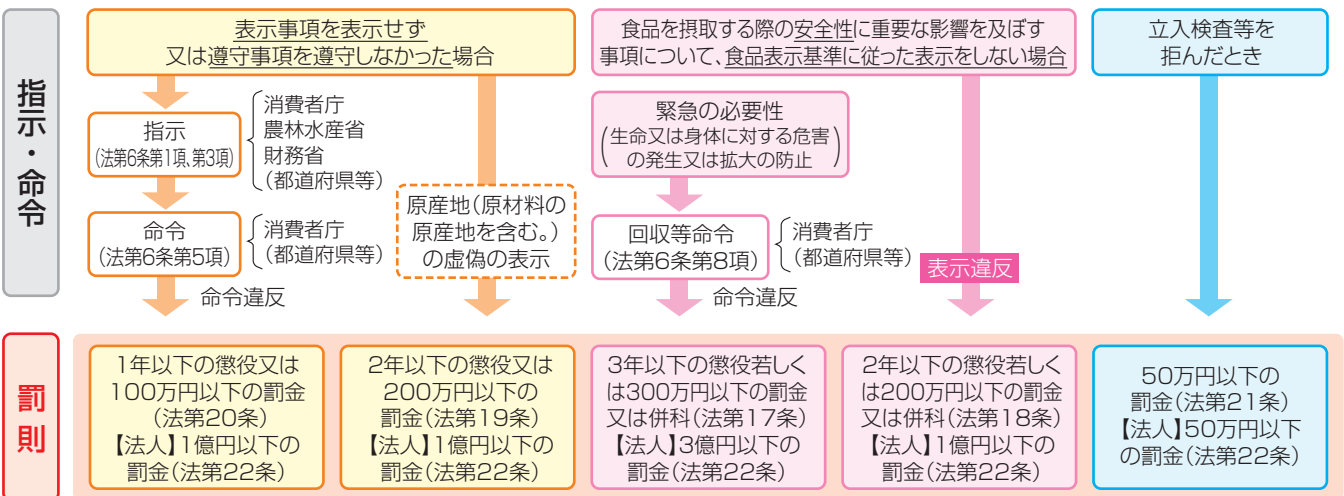 指示・命令
表示事項を表示せず
又は遵守事項を遵守しなかった場合
指示
(法第6条第1項、第3項)
消費者庁
農林水産省
財務省
(都道府県等)
命令
(法第6条第5項)
消費者庁
(都道府県等)
命令違反
原産地(原材料の
原産地を含む。)
の虚偽の表示
食品を摂取する際の安全性に重要な影響を及ぼす
事項について、食品表示基準に従った表示をしない場合
緊急の必要性
(生命又は身体に対する危害
の発生又は拡大の防止)
回収等命令
(法第6条第8項)
消費者庁
(都道府県等)
命令違反
表示違反
立入検査等を
拒んだとき
罰則
1年以下の懲役又は
100万円以下の罰金
(法第20条)
【法人】1億円以下の
罰金(法第22条)
2年以下の懲役又は
200万円以下の
罰金(法第19条)
【法人】1億円以下の
罰金(法第22条)
3年以下の懲役若しく
は300万円以下の罰金
又は併科(法第17条)
【法人】3億円以下の
罰金(法第22条)
2年以下の懲役若しく
は200万円以下の罰金
又は併科(法第18条)
【法人】1億円以下の
罰金(法第22条)
50万円以下の
罰金(法第21条)
【法人】50万円以下
の罰金(法第22条)